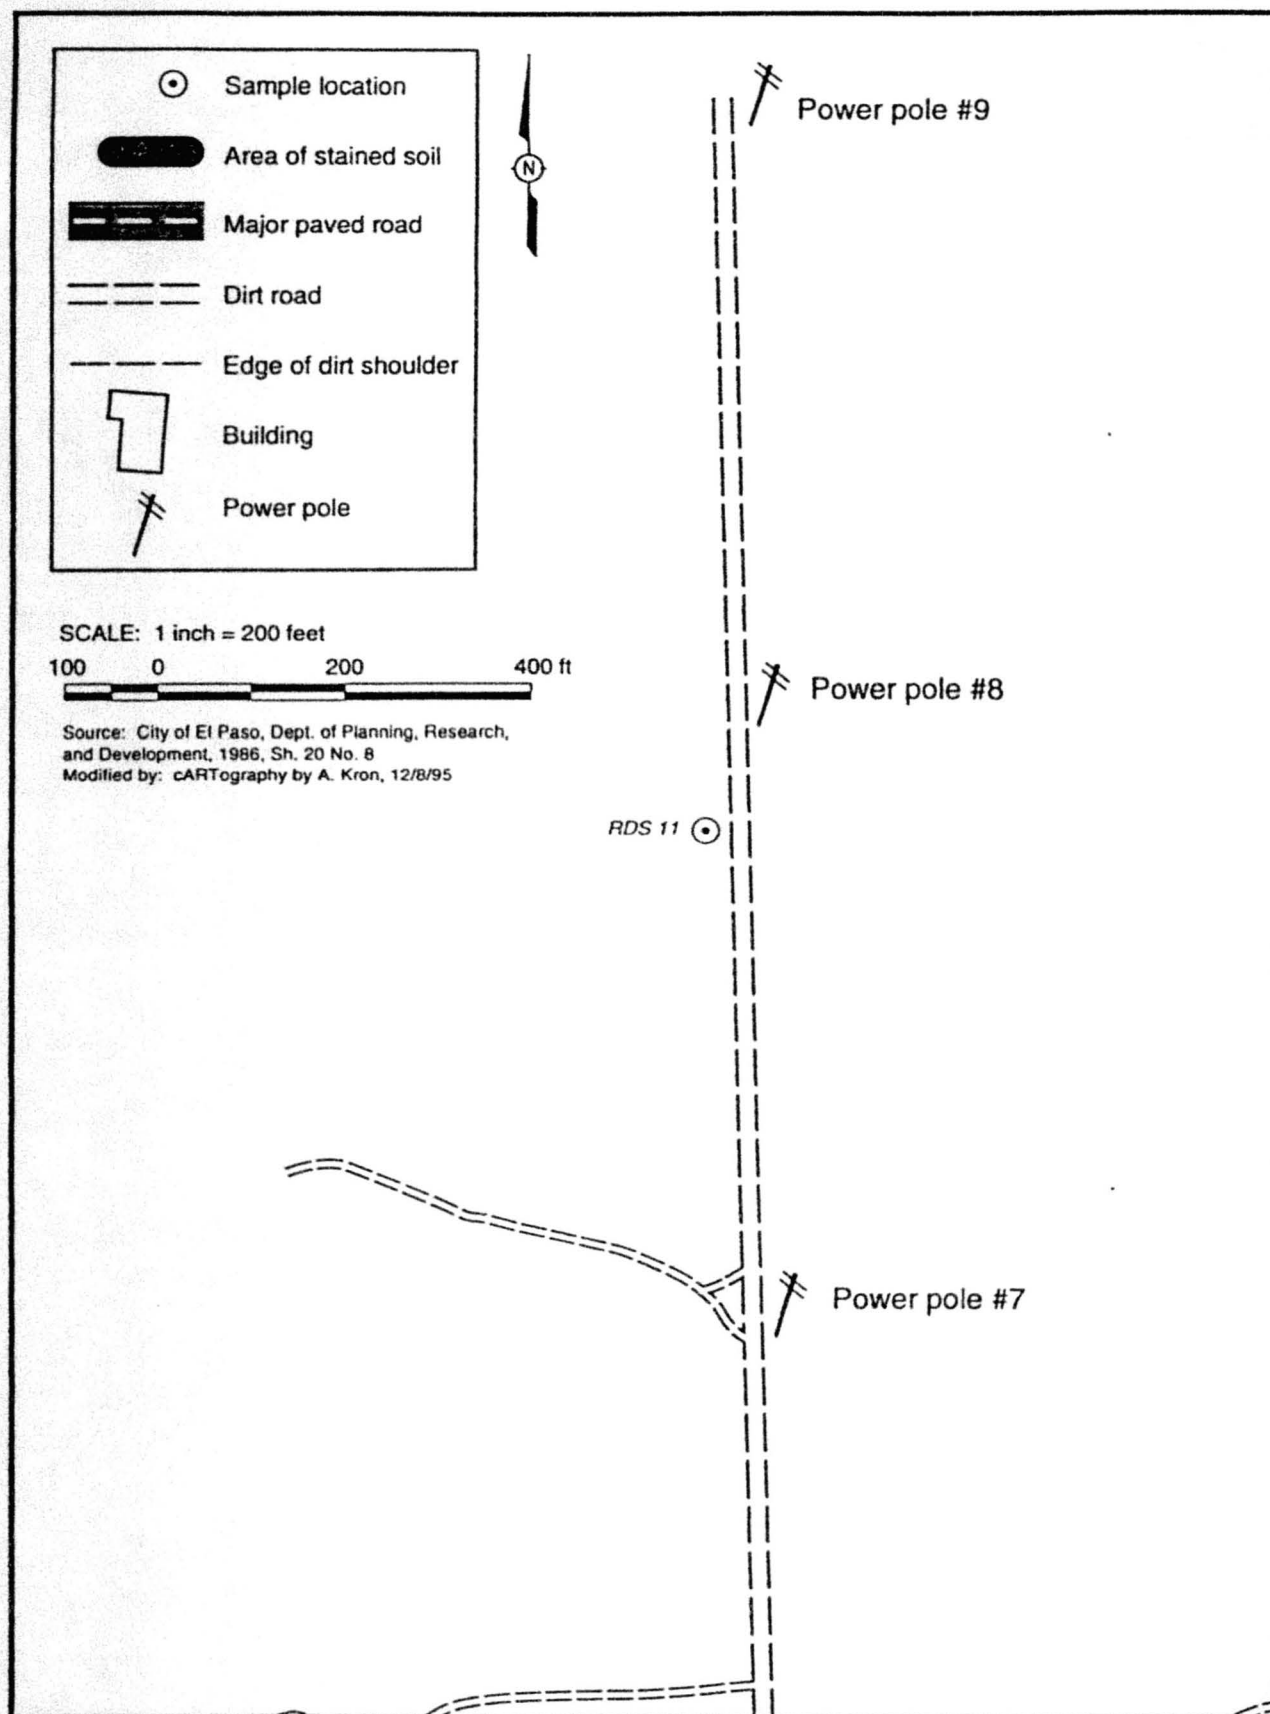 Sample location
Area of stained soil
Major paved road
Dirt road
Edge of dirt shoulder
Building
Power pole
N
SCALE: 1 inch = 200 feet
100 0 200 400 ft
Source: City of El Paso, Dept. of Planning, Research,
and Development, 1986, Sh. 20 No. 8
Modified by: cARTography by A. Kron, 12/8/95
Power pole #9
Power pole #8
RDS 11
Power pole #7